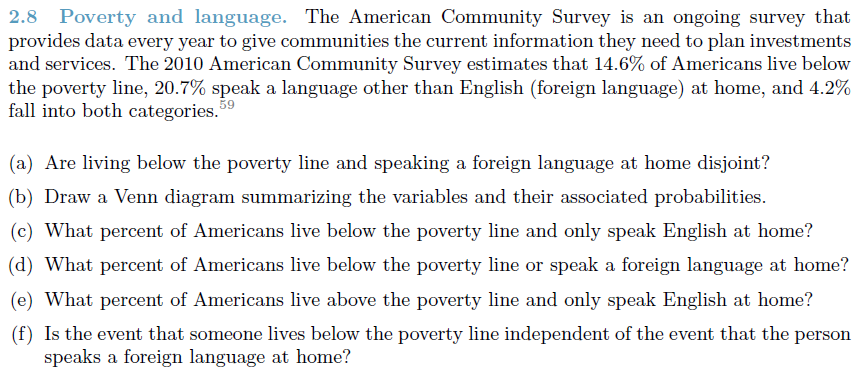 2.8 Poverty and language. The American Community Survey is an ongoing survey that
provides data every year to give communities the current information they need to plan investments
and services. The 2010 American Community Survey estimates that 14.6% of Americans live below
the poverty line, 20.7% speak a language other than English (foreign language) at home, and 4.2%
fall into both categories.59
(a) Are living below the poverty line and speaking a foreign language at home disjoint?
(b) Draw a Venn diagram summarizing the variables and their associated probabilities.
(c) What percent of Americans live below the poverty line and only speak English at home?
(d) What percent of Americans live below the poverty line or speak a foreign language at home?
(e) What percent of Americans live above the poverty line and only speak English at home?
(f) Is the event that someone lives below the poverty line independent of the event that the person
speaks a foreign language at home?